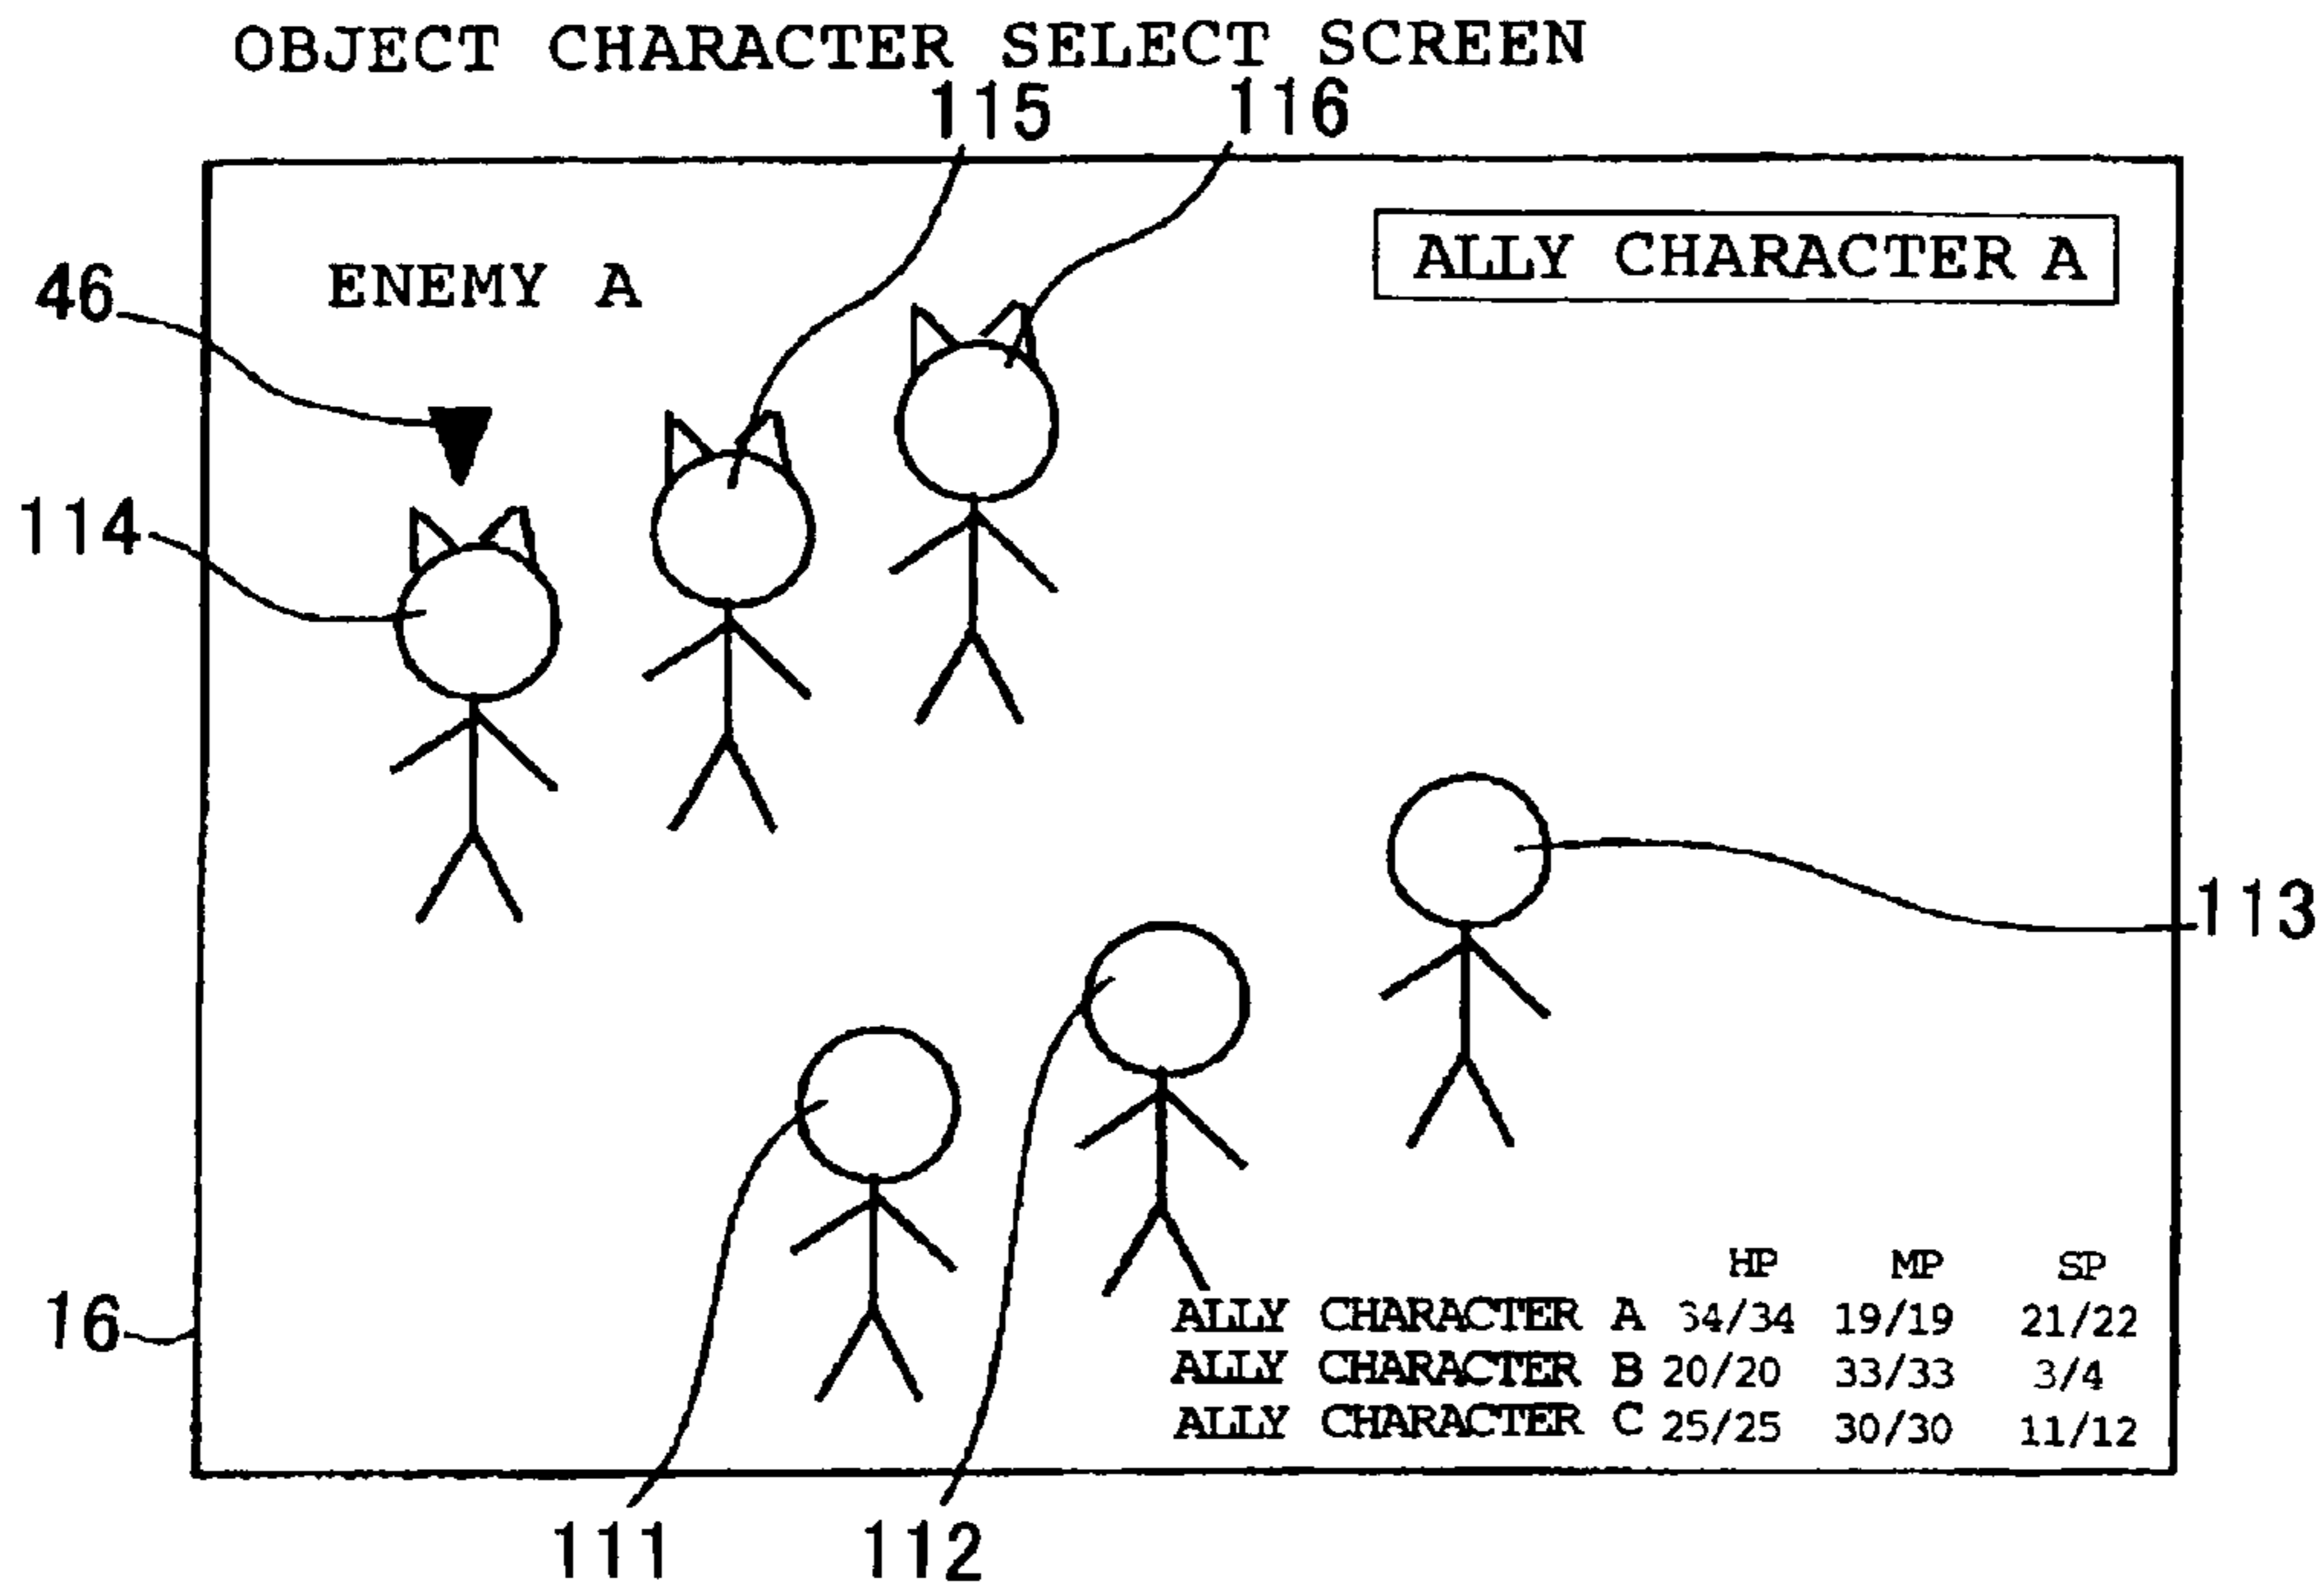 OBJECT CHARACTER SELECT SCREEN
115 116
ENEMY A
ALLY CHARACTER A
46
114
113
HP MP SP
ALLY CHARACTER A 34/34 19/19 21/22
ALLY CHARACTER B 20/20 33/33 3/4
ALLY CHARACTER C 25/25 30/30 11/12
16
111 112